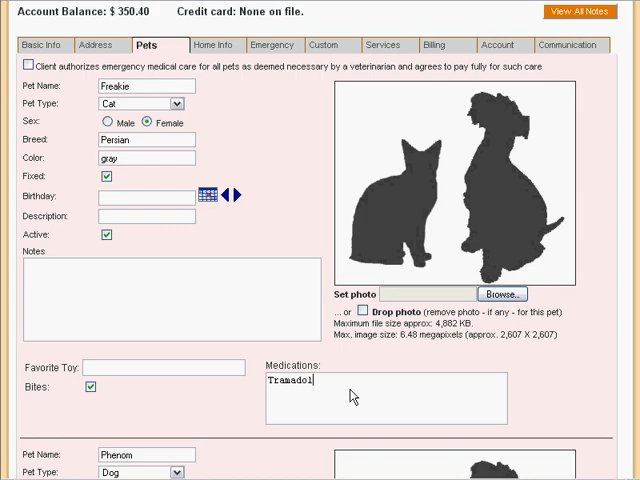 Account Balance: $ 350.40 Credit card: None on file. View All Notes
Basic Info Address Pets Home Info Emergency Custom Services Billing Account Communication
Client authorizes emergency medical care for all pets as deemed necessary by a veterinarian and agrees to pay fully for such care
Pet Name: Freakie
Pet Type: Cat
Sex: Male Female
Breed: Persian
Color: gray
Fixed:
Birthday:
Description:
Active:
Notes
Set photo Browse...
... or Drop photo (remove photo - if any - for this pet)
Maximum file size approx: 4,882 KB.
Max. image size: 6.48 megapixels (approx. 2,607 X 2,607)
Favorite Toy:
Bites:
Medications:
Tramadol
Pet Name: Phenom
Pet Type: Dog